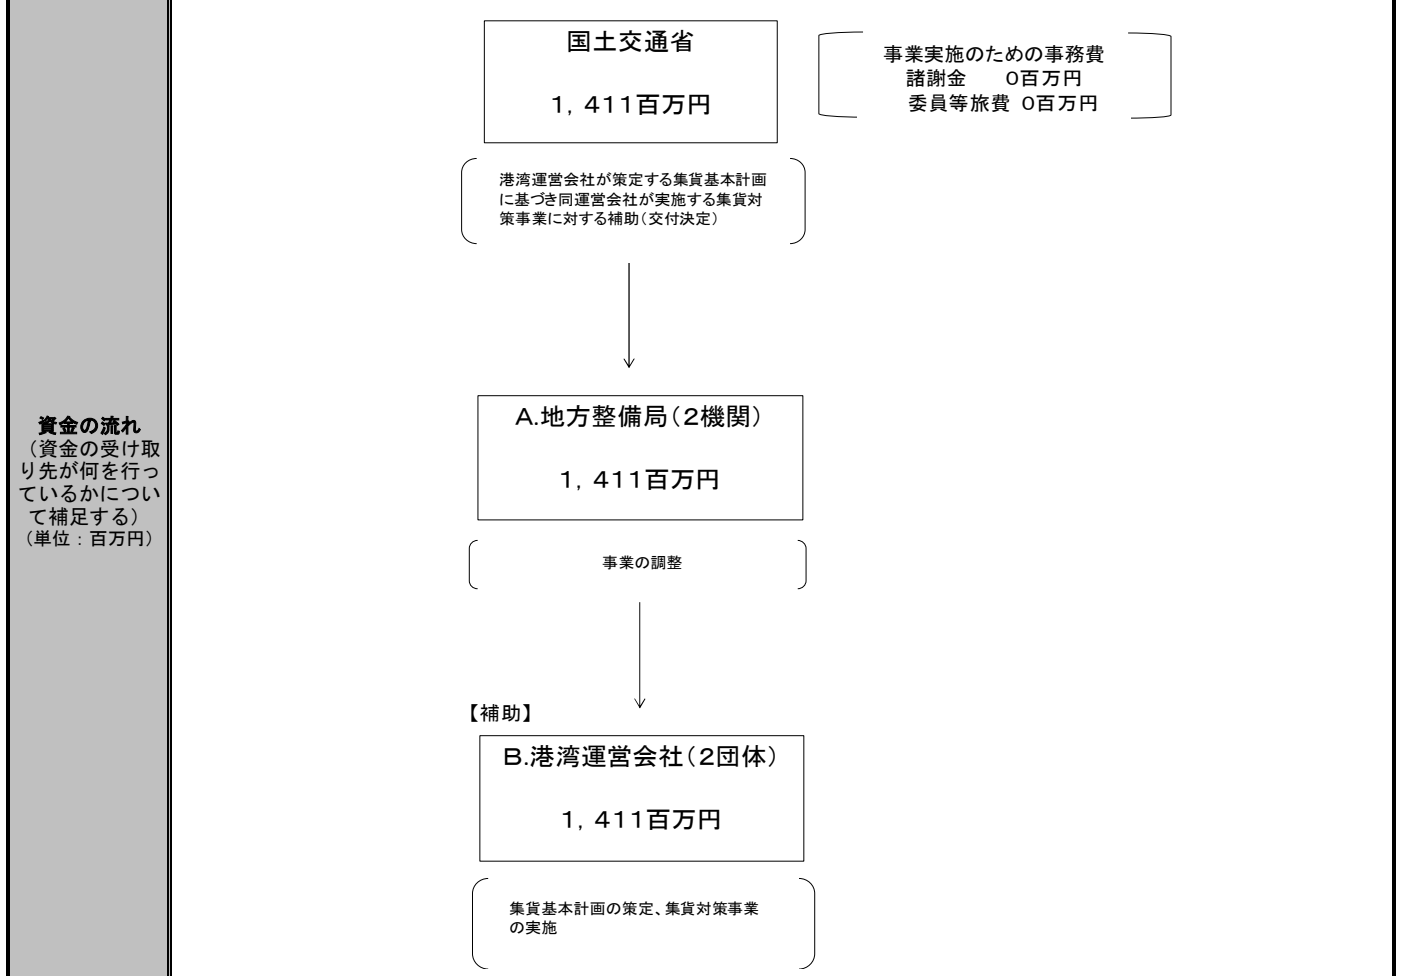 国土交通省
1，411百万円
事業実施のための事務費
諸謝金　　0百万円
委員等旅費 0百万円
港湾運営会社が策定する集貨基本計画
に基づき同運営会社が実施する集貨対
策事業に対する補助（交付決定）
資金の流れ
（資金の受け取
り先が何を行っ
ているかについ
て補足する）
（単位：百万円）
A.地方整備局（２機関）
1，411百万円
事業の調整
【補助】
B.港湾運営会社（２団体）
1，411百万円
集貨基本計画の策定、集貨対策事業
の実施